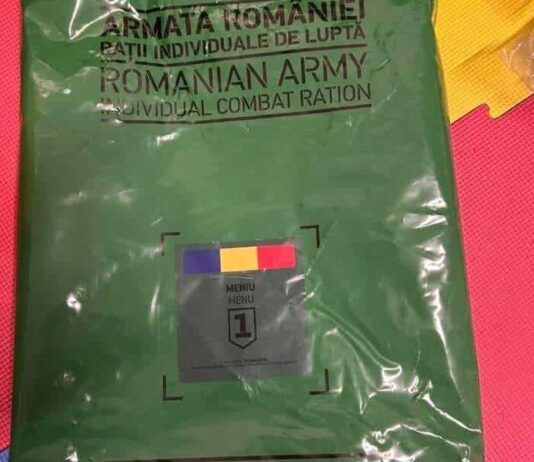 ARMATA ROMÂNIEI
RAȚII INDIVIDUALE DE LUPTĂ
ROMANIAN ARMY
INDIVIDUAL COMBAT RATION
MENIU
MENU
1